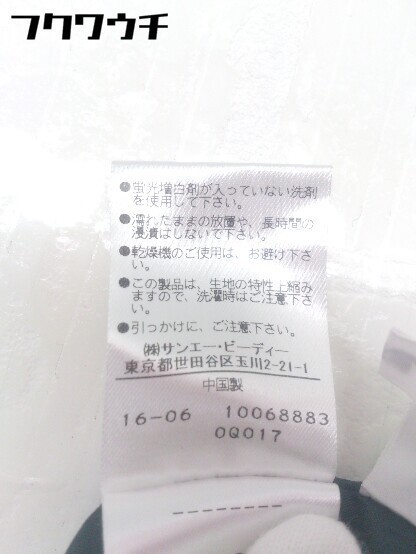 フクワウチ
●蛍光増白剤が入っていない洗剤
を使用して下さい。
●濡れたままの放置や、長時間の
浸漬はしないで下さい。
●乾燥機のご使用は、お避け下さ
い。
●この製品は、生地の特性上縮み
ますので、洗濯時はご注意下さ
い。
●引っかけに、ご注意下さい。
(株)サンエー・ビーディー
東京都世田谷区玉川2-21-1
中国製
16-06 10068883
0Q017